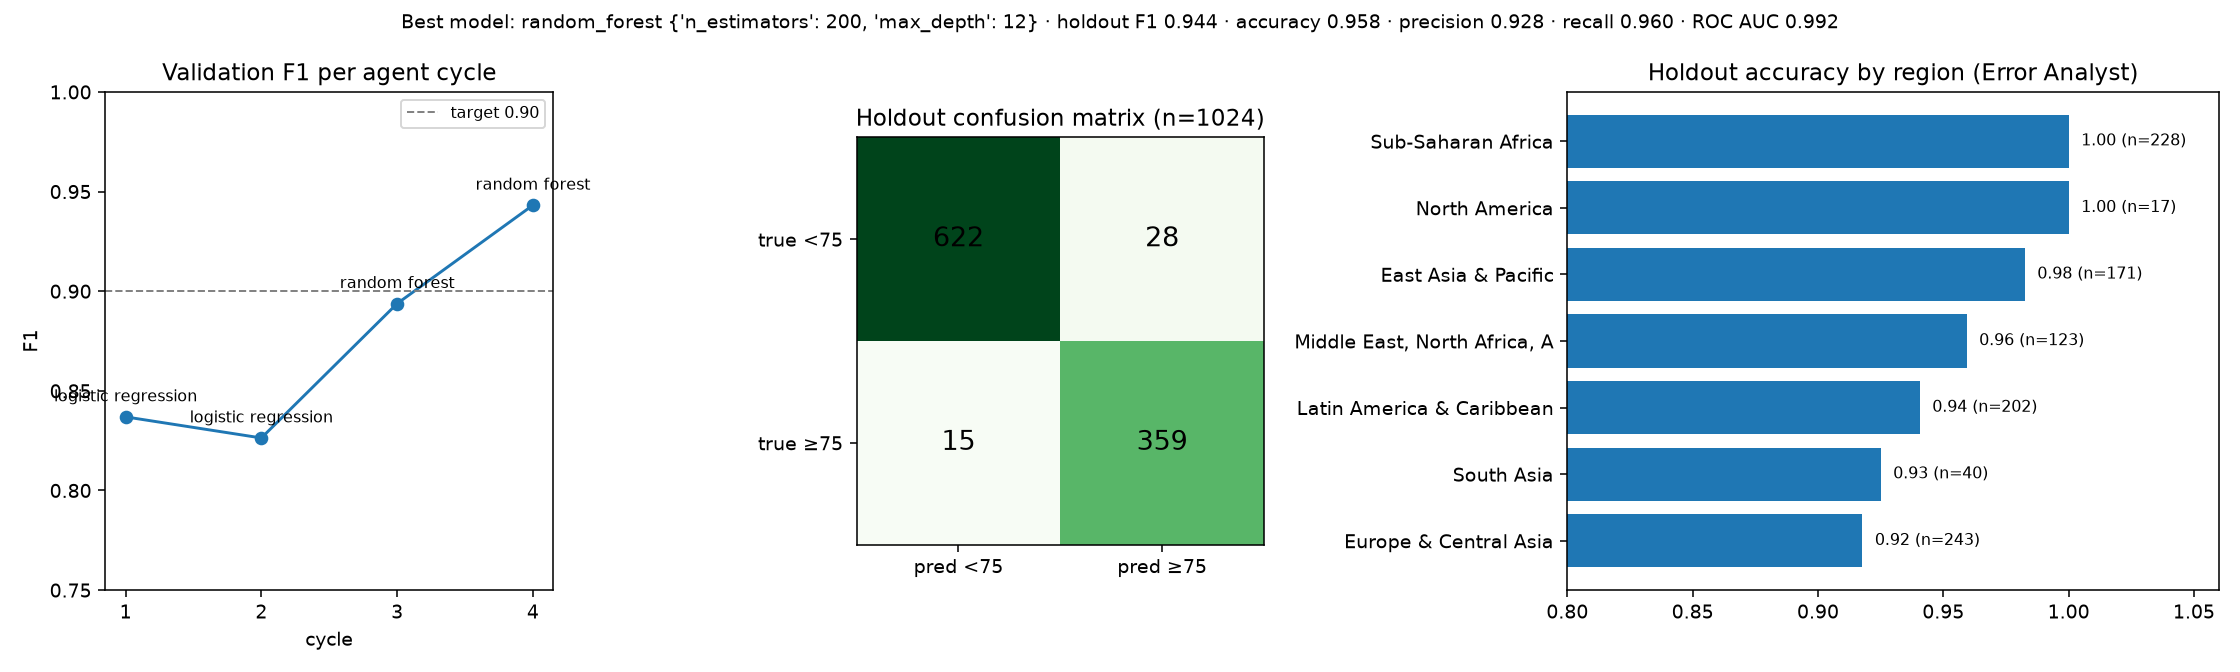 Best model: random_forest {'n_estimators': 200, 'max_depth': 12} · holdout F1 0.944 · accuracy 0.958 · precision 0.928 · recall 0.960 · ROC AUC 0.992
Validation F1 per agent cycle
1.00
0.95
0.90
0.85
0.80
0.75
F1
target 0.90
logistic regression
logistic regression
random forest
random forest
1 2 3 4
cycle
Holdout confusion matrix (n=1024)
true <75 622 28
true ≥75 15 359
pred <75 pred ≥75
Holdout accuracy by region (Error Analyst)
Sub-Saharan Africa 1.00 (n=228)
North America 1.00 (n=17)
East Asia & Pacific 0.98 (n=171)
Middle East, North Africa, A 0.96 (n=123)
Latin America & Caribbean 0.94 (n=202)
South Asia 0.93 (n=40)
Europe & Central Asia 0.92 (n=243)
0.80 0.85 0.90 0.95 1.00 1.05